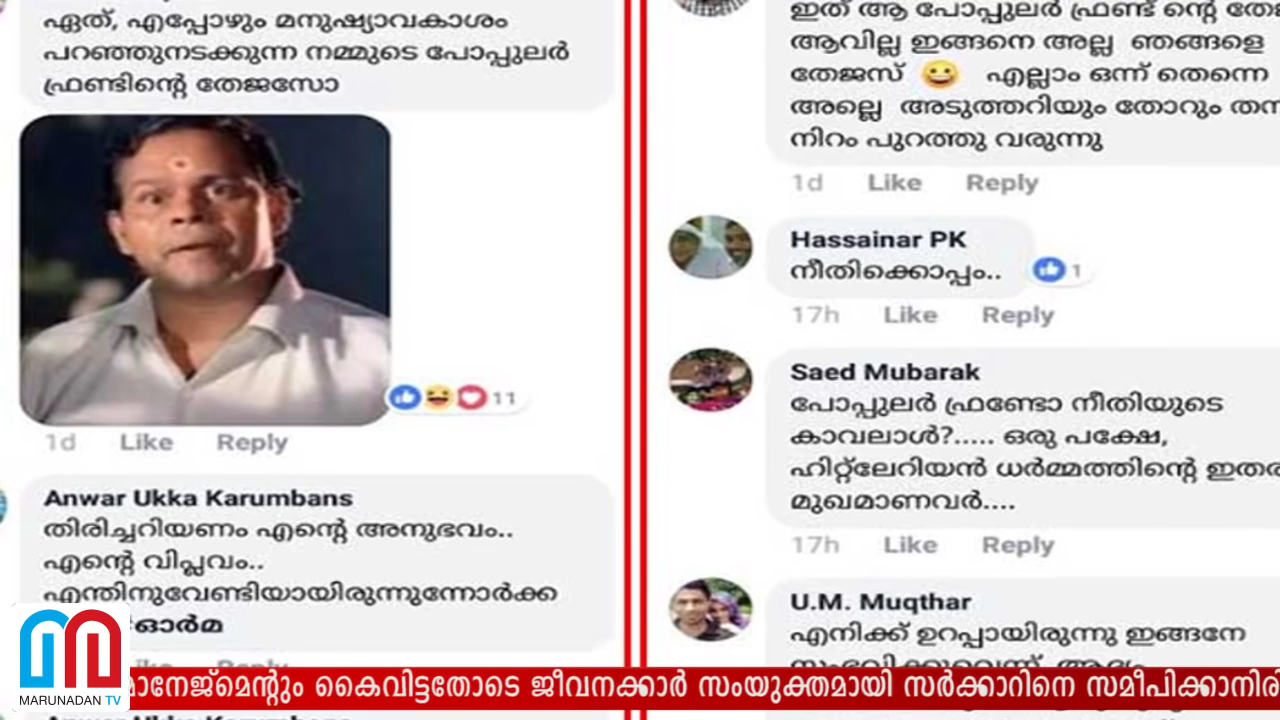 ഏത്, എപ്പോഴും മനുഷ്യാവകാശം
പറഞ്ഞുനടക്കുന്ന നമ്മുടെ പോപ്പുലർ
ഫ്രണ്ടിന്റെ തേജസോ
11
1d Like Reply
Anwar Ukka Karumbans
തിരിച്ചറിയണം എന്റെ അനുഭവം..
എന്റെ വിപ്ലവം..
എന്തിനുവേണ്ടിയായിരുന്നുന്നോർക്ക
#ഓർമ
ഇത് ആ പോപ്പുലർ ഫ്രണ്ട് ന്റെ
ആവില്ല ഇങ്ങനെ അല്ല ഞങ്ങളെ
തേജസ് 😀 എല്ലാം ഒന്ന് തെന്നെ
അല്ലെ അടുത്തറിയും തോറും
നിറം പുറത്തു വരുന്നു
1d Like Reply
Hassainar PK
നീതിക്കൊപ്പം..
1
17h Like Reply
Saed Mubarak
പോപ്പുലർ ഫ്രണ്ടോ നീതിയുടെ
കാവലാൾ?..... ഒരു പക്ഷേ,
ഹിറ്റ്ലേറിയൻ ധർമ്മത്തിന്റെ
മുഖമാണവർ....
17h Like Reply
U.M. Muqthar
എനിക്ക് ഉറപ്പായിരുന്നു ഇങ്ങനേ
MARUNADAN TV
മാനേജ്മെന്റും കൈവിട്ടതോടെ ജീവനക്കാർ സംയുക്തമായി സർക്കാറിനെ